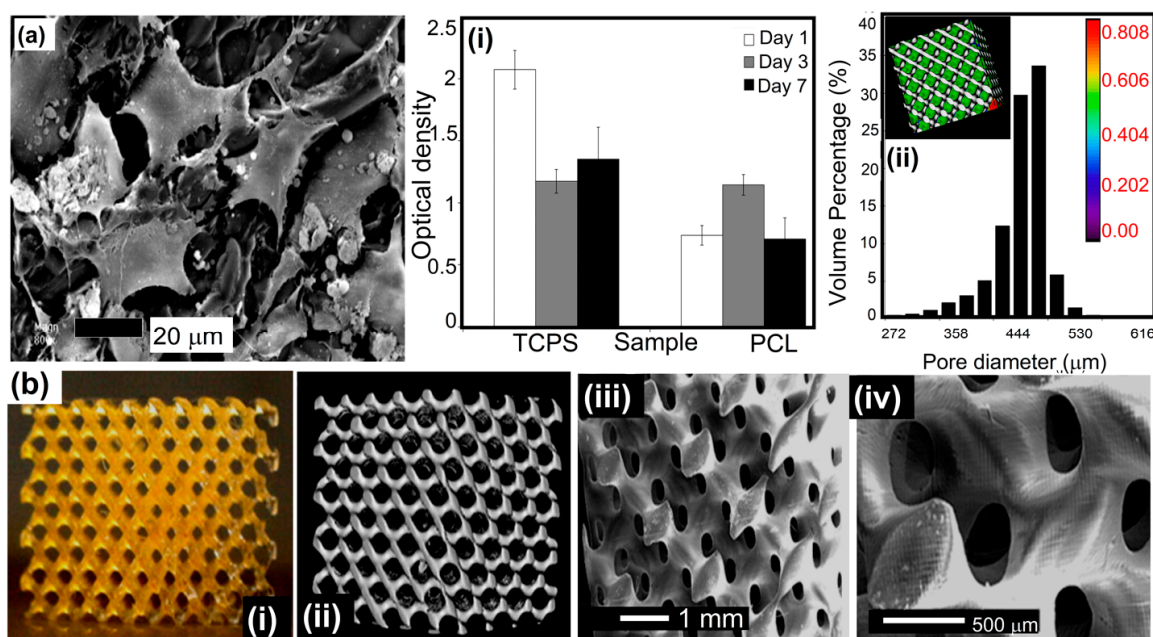 (a)
Magn
800x
20 μm
(i)
Day 1
Day 3
Day 7
Optical density
2.5
2
1.5
1
0.5
0
TCPS
Sample
PCL
(ii)
Volume Percentage (%)
40
35
30
25
20
15
10
5
0
272
358
444
530
616
Pore diameter (μm)
0.808
0.606
0.404
0.202
0.00
(b)
(i)
(ii)
(iii)
1 mm
(iv)
500 μm